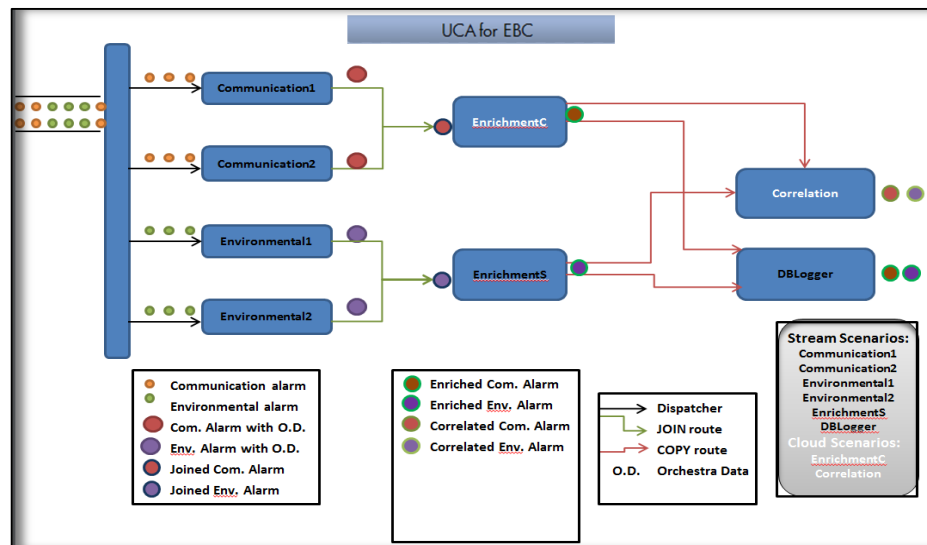 UCA for EBC
Communication1
Communication2
Environmental1
Environmental2
EnrichmentC
EnrichmentS
Correlation
DBLogger
Communication alarm
Environmental alarm
Com. Alarm with O.D.
Env. Alarm with O.D.
Joined Com. Alarm
Joined Env. Alarm
Enriched Com. Alarm
Enriched Env. Alarm
Correlated Com. Alarm
Correlated Env. Alarm
Dispatcher
JOIN route
COPY route
O.D. Orchestra Data
Stream Scenarios:
Communication1
Communication2
Environmental1
Environmental2
EnrichmentS
DBLogger
Cloud Scenarios:
EnrichmentC
Correlation